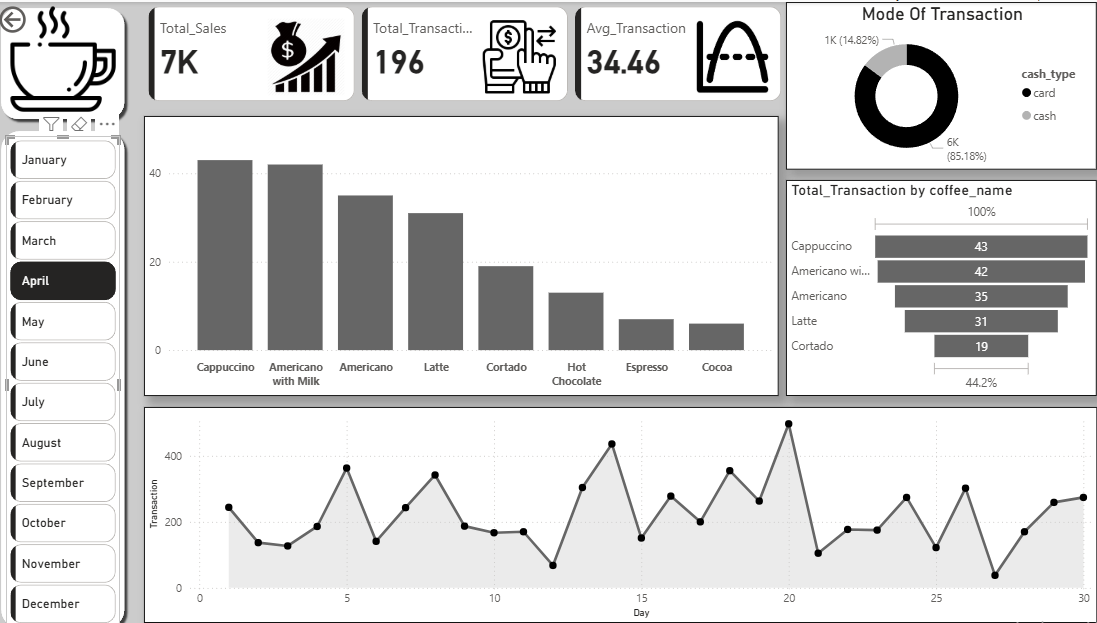 Total_Sales
7K
Total_Transacti...
196
Avg_Transaction
34.46
Mode Of Transaction
1K (14.82%)
6K
(85.18%)
cash_type
card
cash
January
February
March
April
May
June
July
August
September
October
November
December
40
20
0
Cappuccino
Americano
with Milk
Americano
Latte
Cortado
Hot
Chocolate
Espresso
Cocoa
Total_Transaction by coffee_name
100%
Cappuccino 43
Americano wi... 42
Americano 35
Latte 31
Cortado 19
44.2%
Transaction
400
200
0
0 5 10 15 20 25 30
Day